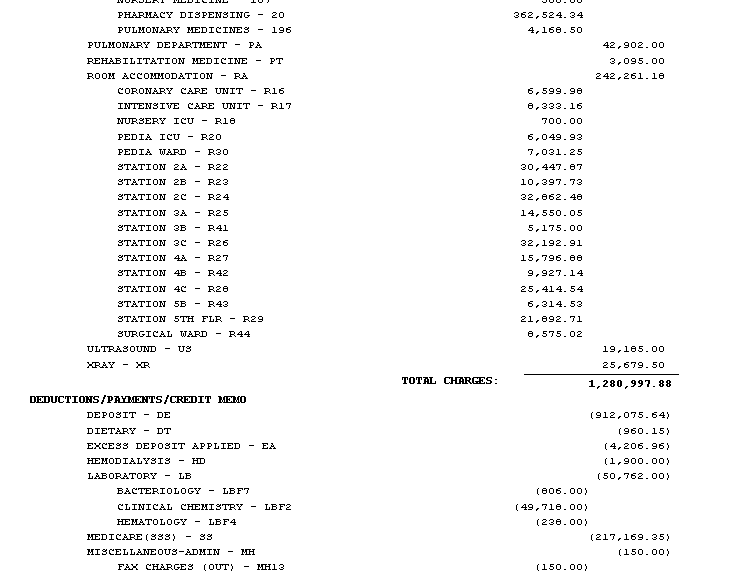 PHARMACY DISPENSING - 20 362,524.34
PULMONARY MEDICINES - 196 4,168.50
PULMONARY DEPARTMENT - PA 42,902.00
REHABILITATION MEDICINE - PT 3,095.00
ROOM ACCOMMODATION - RA 242,261.18
CORONARY CARE UNIT - R16 6,599.98
INTENSIVE CARE UNIT - R17 8,333.16
NURSERY ICU - R18 700.00
PEDIA ICU - R20 6,049.93
PEDIA WARD - R30 7,031.25
STATION 2A - R22 30,447.87
STATION 2B - R23 10,397.73
STATION 2C - R24 32,862.48
STATION 3A - R25 14,550.05
STATION 3B - R41 5,175.00
STATION 3C - R26 32,192.91
STATION 4A - R27 15,796.88
STATION 4B - R42 9,927.14
STATION 4C - R28 25,414.54
STATION 5B - R43 6,314.53
STATION 5TH FLR - R29 21,892.71
SURGICAL WARD - R44 8,575.02
ULTRASOUND - US 19,185.00
XRAY - XR 25,679.50
TOTAL CHARGES: 1,280,997.88
DEDUCTIONS/PAYMENTS/CREDIT MEMO
DEPOSIT - DE (912,075.64)
DIETARY - DT (960.15)
EXCESS DEPOSIT APPLIED - EA (4,206.96)
HEMODIALYSIS - HD (1,900.00)
LABORATORY - LB (50,762.00)
BACTERIOLOGY - LBF7 (806.00)
CLINICAL CHEMISTRY - LBF2 (49,718.00)
HEMATOLOGY - LBF4 (238.00)
MEDICARE(SSS) - SS (217,169.35)
MISCELLANEOUS-ADMIN - MH (150.00)
FAX CHARGES (OUT) - MH13 (150.00)